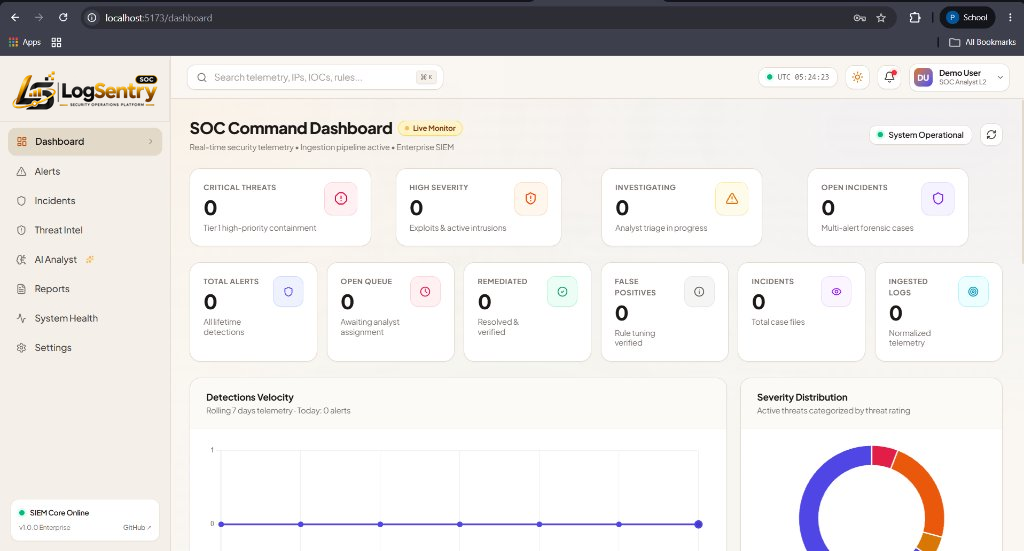 localhost:5173/dashboard
P School
Apps
All Bookmarks
SOC
LogSentry
SECURITY OPERATIONS PLATFORM
Search telemetry, IPs, IOCs, rules...
⌘K
UTC 05:24:23
DU
Demo User
SOC Analyst L2
Dashboard
Alerts
Incidents
Threat Intel
AI Analyst
Reports
System Health
Settings
SIEM Core Online
v1.0.0 Enterprise
GitHub ↗
SOC Command Dashboard
Live Monitor
Real-time security telemetry • Ingestion pipeline active • Enterprise SIEM
System Operational
CRITICAL THREATS
0
Tier 1 high-priority containment
HIGH SEVERITY
0
Exploits & active intrusions
INVESTIGATING
0
Analyst triage in progress
OPEN INCIDENTS
0
Multi-alert forensic cases
TOTAL ALERTS
0
All lifetime
detections
OPEN QUEUE
0
Awaiting analyst
assignment
REMEDIATED
0
Resolved &
verified
FALSE
POSITIVES
0
Rule tuning
verified
INCIDENTS
0
Total case files
INGESTED
LOGS
0
Normalized
telemetry
Detections Velocity
Rolling 7 days telemetry · Today: 0 alerts
1
0
Severity Distribution
Active threats categorized by threat rating